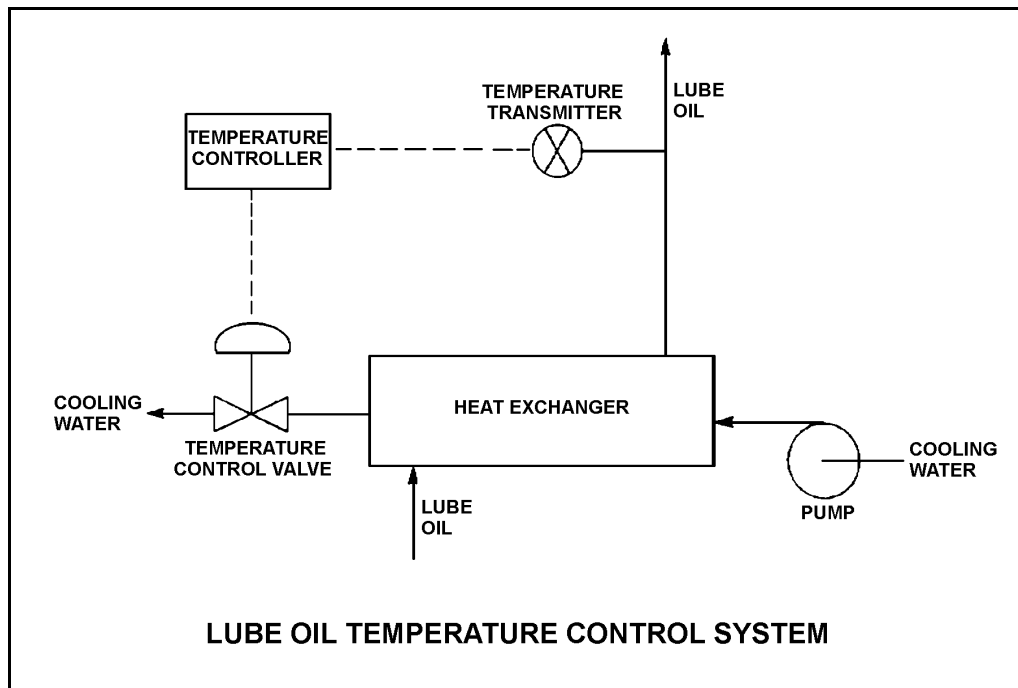 TEMPERATURE
TRANSMITTER
LUBE
OIL
TEMPERATURE
CONTROLLER
COOLING
WATER
TEMPERATURE
CONTROL VALVE
HEAT EXCHANGER
LUBE
OIL
COOLING
WATER
PUMP
LUBE OIL TEMPERATURE CONTROL SYSTEM